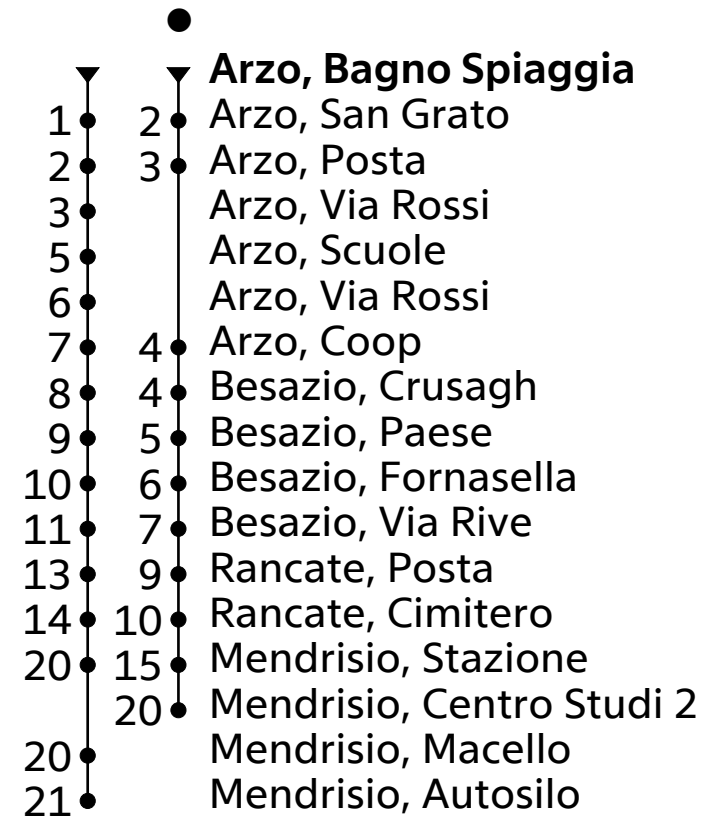 Arzo, Bagno Spiaggia
1 2 Arzo, San Grato
2 3 Arzo, Posta
3 Arzo, Via Rossi
5 Arzo, Scuole
6 Arzo, Via Rossi
7 4 Arzo, Coop
8 4 Besazio, Crusagh
9 5 Besazio, Paese
10 6 Besazio, Fornasella
11 7 Besazio, Via Rive
13 9 Rancate, Posta
14 10 Rancate, Cimitero
20 15 Mendrisio, Stazione
20 Mendrisio, Centro Studi 2
20 Mendrisio, Macello
21 Mendrisio, Autosilo